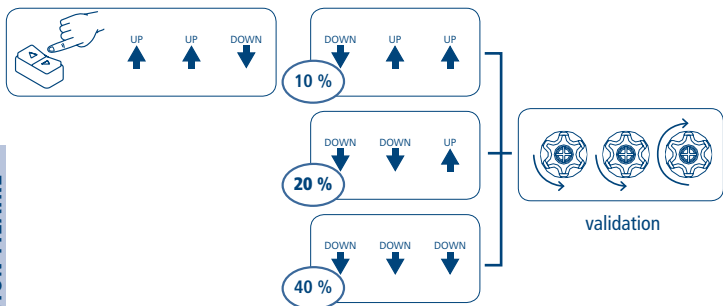 UP UP DOWN
DOWN UP UP
10 %
DOWN DOWN UP
20 %
DOWN DOWN DOWN
40 %
validation